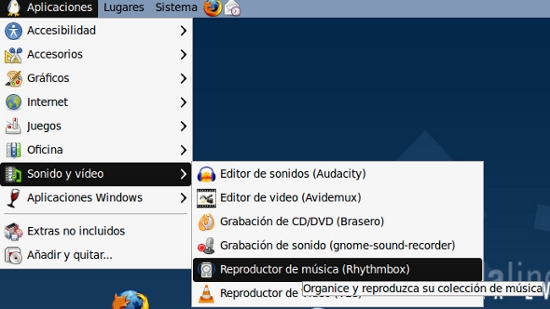 Aplicaciones Lugares Sistema
Accesibilidad
Accesorios
Gráficos
Internet
Juegos
Oficina
Sonido y vídeo
Aplicaciones Windows
Extras no incluidos
Añadir y quitar...
Editor de sonidos (Audacity)
Editor de video (Avidemux)
Grabación de CD/DVD (Brasero)
Grabación de sonido (gnome-sound-recorder)
Reproductor de música (Rhythmbox)
Reproductor de
Organice y reproduzca su colección de música